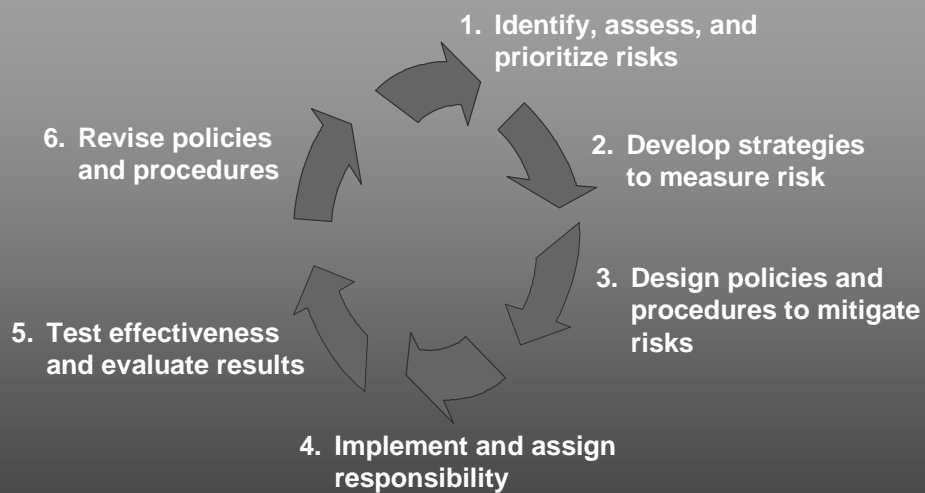 1. Identify, assess, and
prioritize risks
2. Develop strategies
to measure risk
3. Design policies and
procedures to mitigate
risks
4. Implement and assign
responsibility
5. Test effectiveness
and evaluate results
6. Revise policies
and procedures